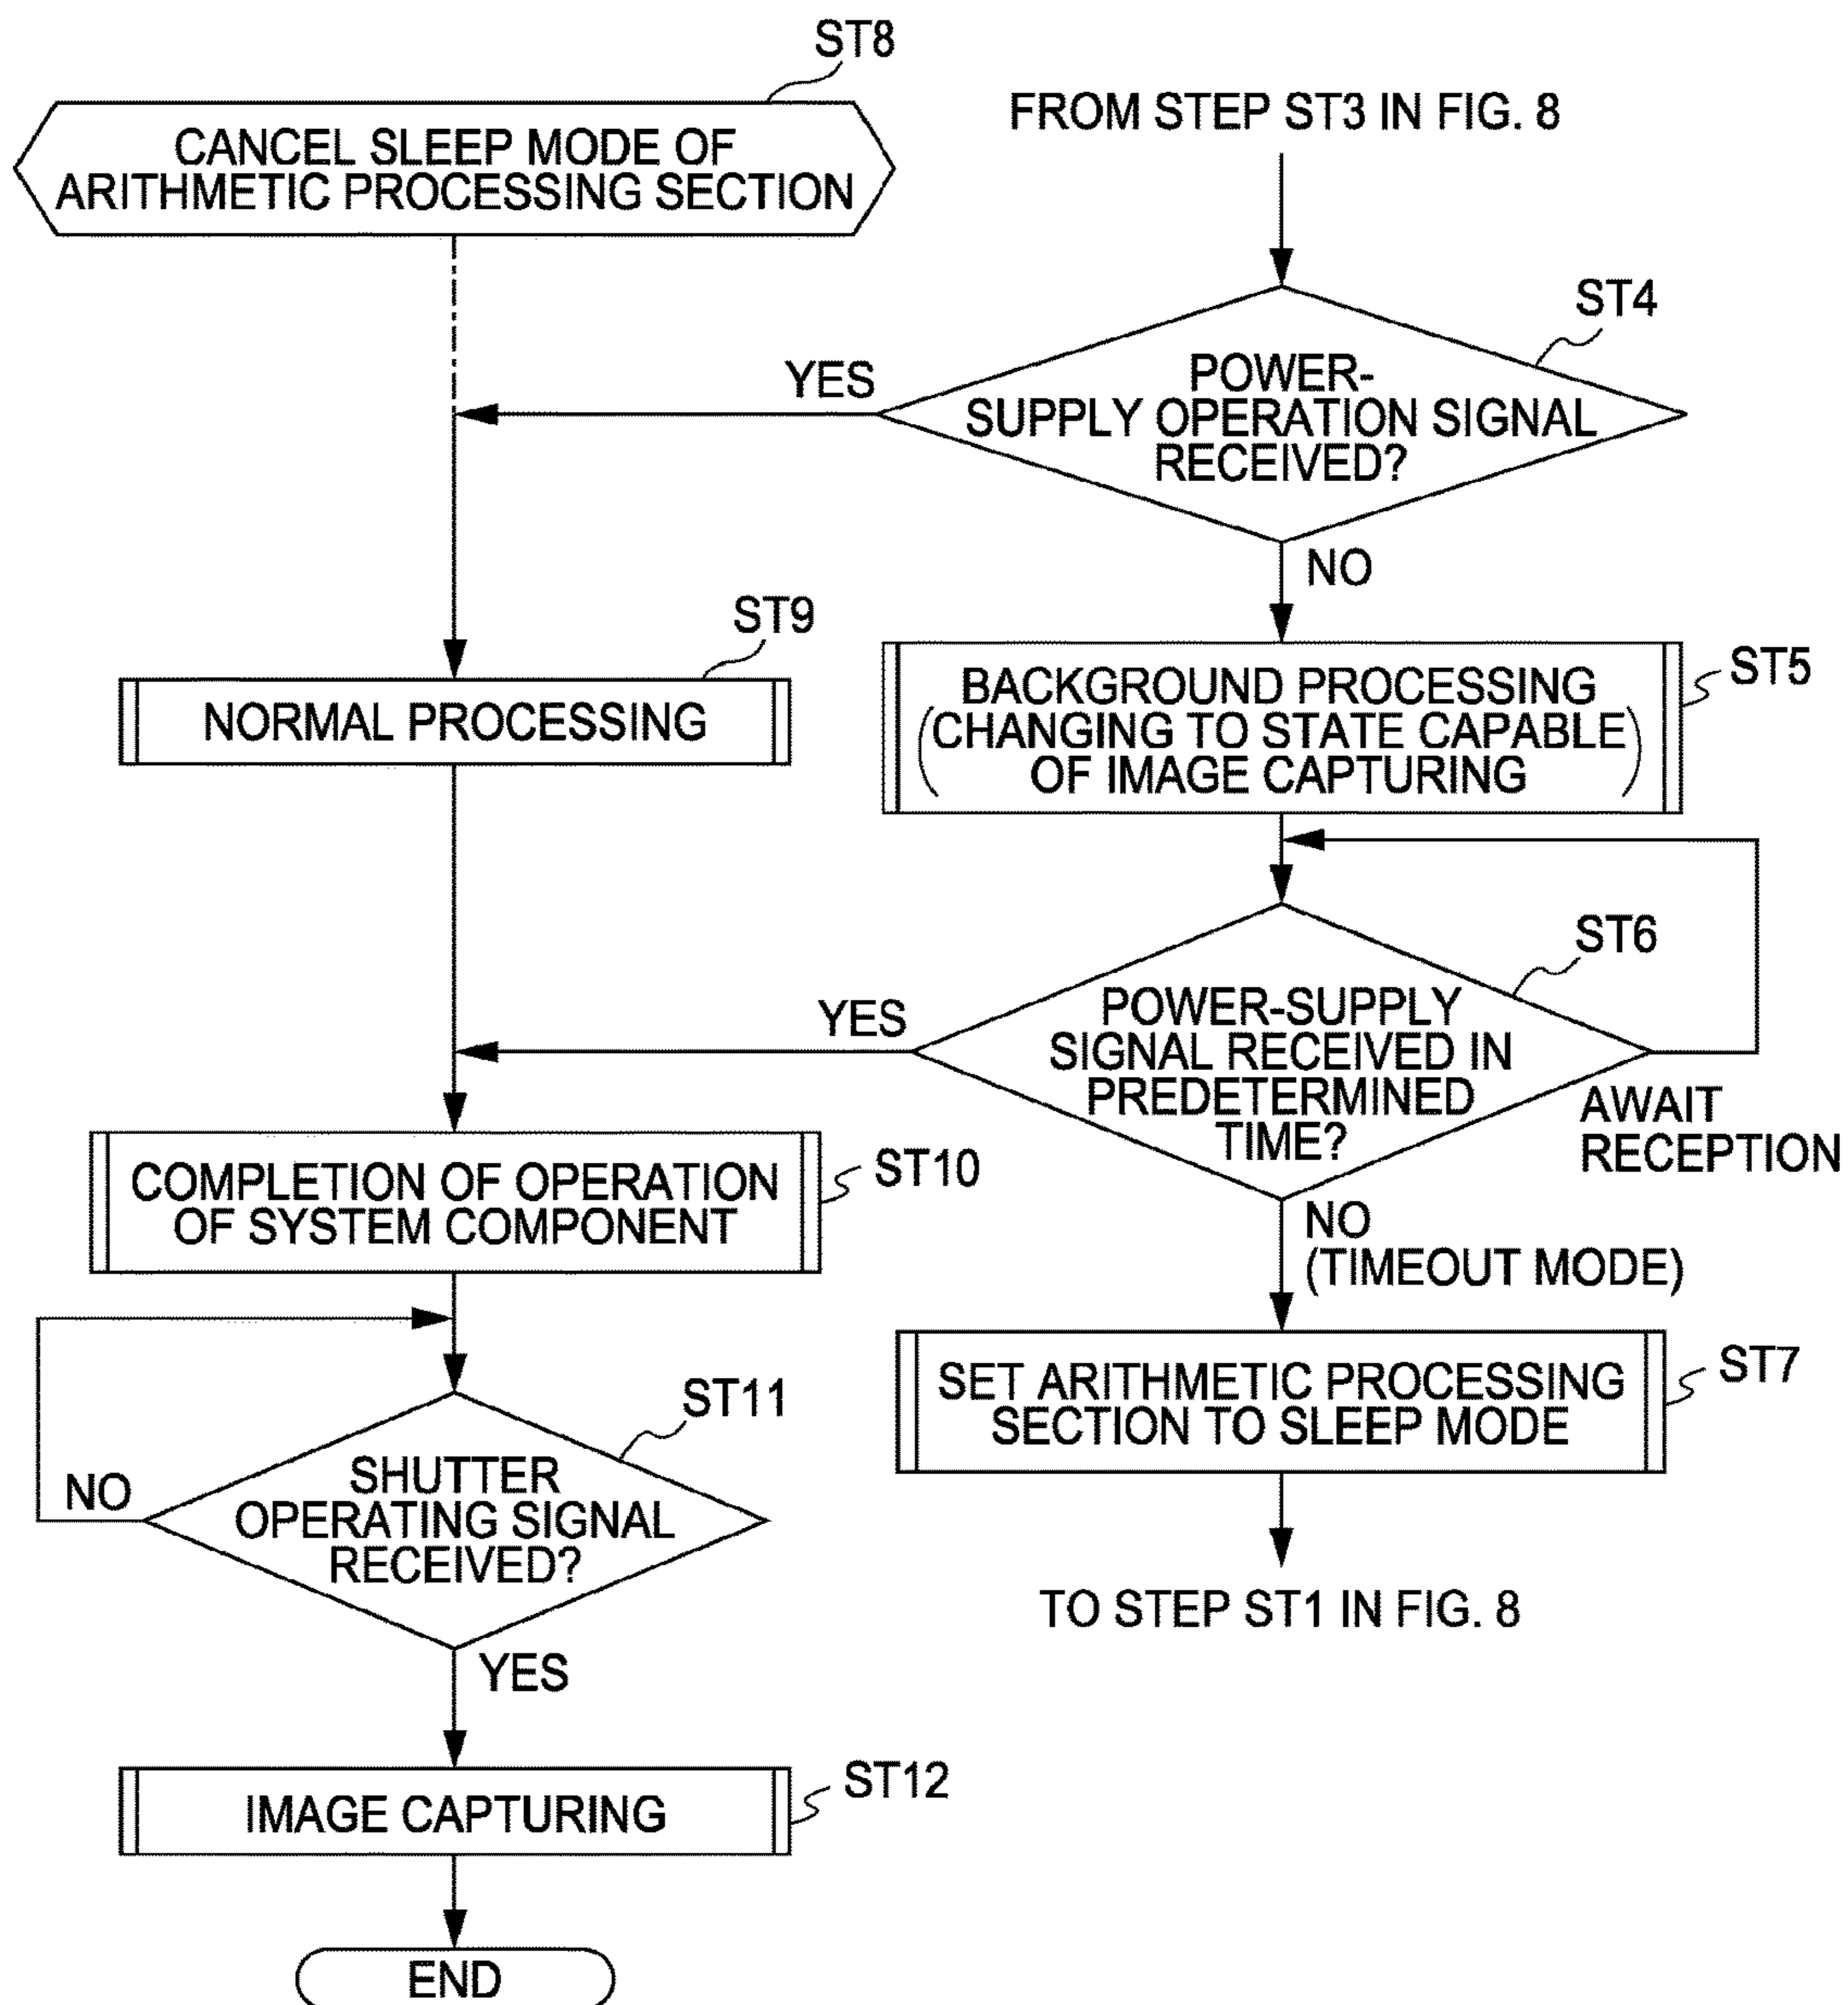 ST8
CANCEL SLEEP MODE OF
ARITHMETIC PROCESSING SECTION
FROM STEP ST3 IN FIG. 8
ST4
POWER-
SUPPLY OPERATION SIGNAL
RECEIVED?
YES
NO
ST9
NORMAL PROCESSING
ST5
BACKGROUND PROCESSING
(CHANGING TO STATE CAPABLE
OF IMAGE CAPTURING)
ST6
POWER-SUPPLY
SIGNAL RECEIVED IN
PREDETERMINED
TIME?
YES
AWAIT
RECEPTION
NO
(TIMEOUT MODE)
ST10
COMPLETION OF OPERATION
OF SYSTEM COMPONENT
ST7
SET ARITHMETIC PROCESSING
SECTION TO SLEEP MODE
TO STEP ST1 IN FIG. 8
ST11
SHUTTER
OPERATING SIGNAL
RECEIVED?
NO
YES
ST12
IMAGE CAPTURING
END